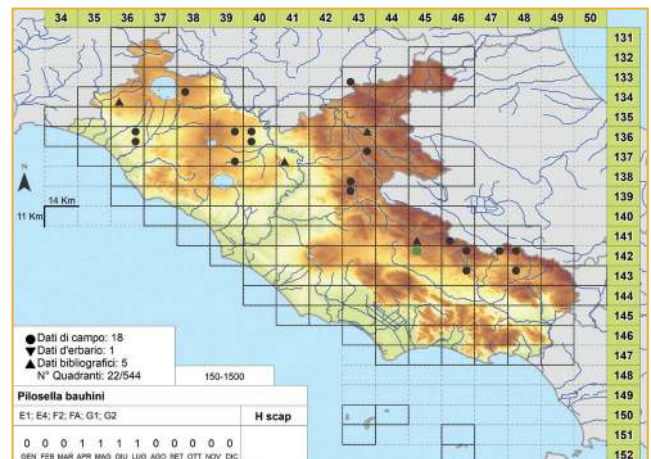 34 35 36 37 38 39 40 41 42 43 44 45 46 47 48 49 50
131
132
133
134
135
136
137
138
139
140
141
142
143
144
145
146
147
148
149
150
151
152
N
14 Km
11 Km
Dati di campo: 18
Dati d'erbario: 1
Dati bibliografici: 5
N° Quadranti: 22/544
150-1500
Pilosella bauhini
E1; E4; F2; FA; G1; G2
H scap
0 0 0 1 1 1 1 0 0 0 0 0
GEN FEB MAR APR MAG GIU LUG AGO SET OTT NOV DIC